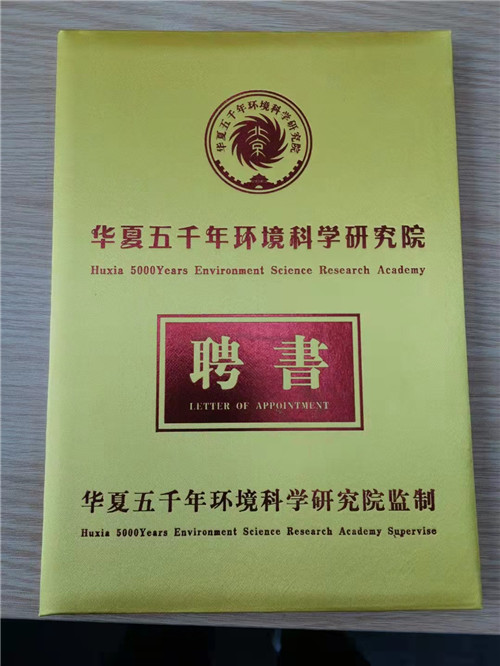 华夏五千年环境科学研究院
北京
华夏五千年环境科学研究院
Huxia 5000Years Environment Science Research Academy
聘書
LETTER OF APPOINTMENT
华夏五千年环境科学研究院监制
Huxia 5000Years Environment Science Research Academy Supervise